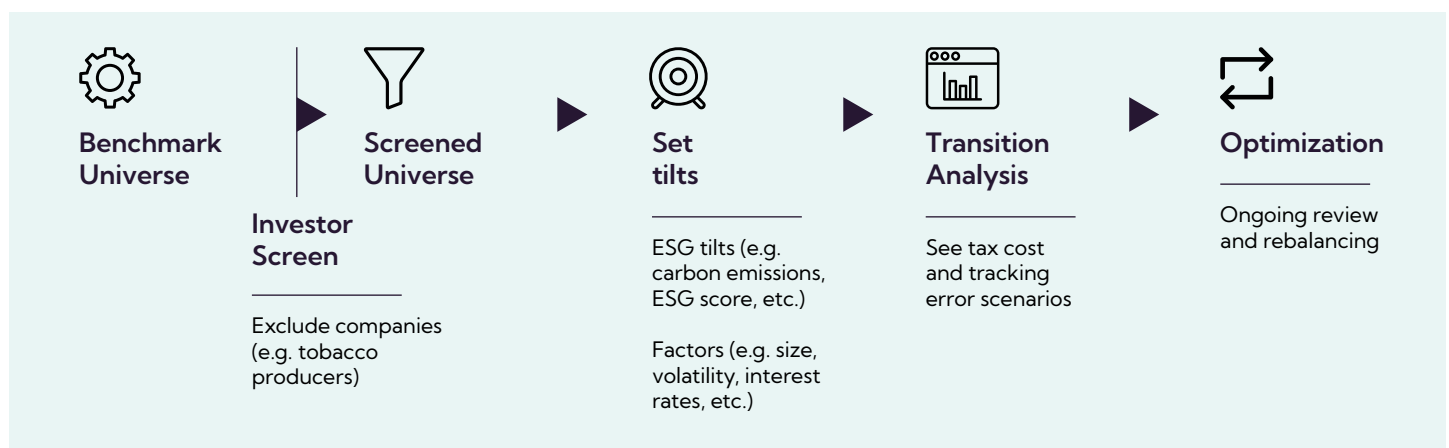 Benchmark
Universe
Investor
Screen
Exclude companies
(e.g. tobacco
producers)
Screened
Universe
Set
tilts
ESG tilts (e.g.
carbon emissions,
ESG score, etc.)
Factors (e.g. size,
volatility, interest
rates, etc.)
Transition
Analysis
See tax cost
and tracking
error scenarios
Optimization
Ongoing review
and rebalancing